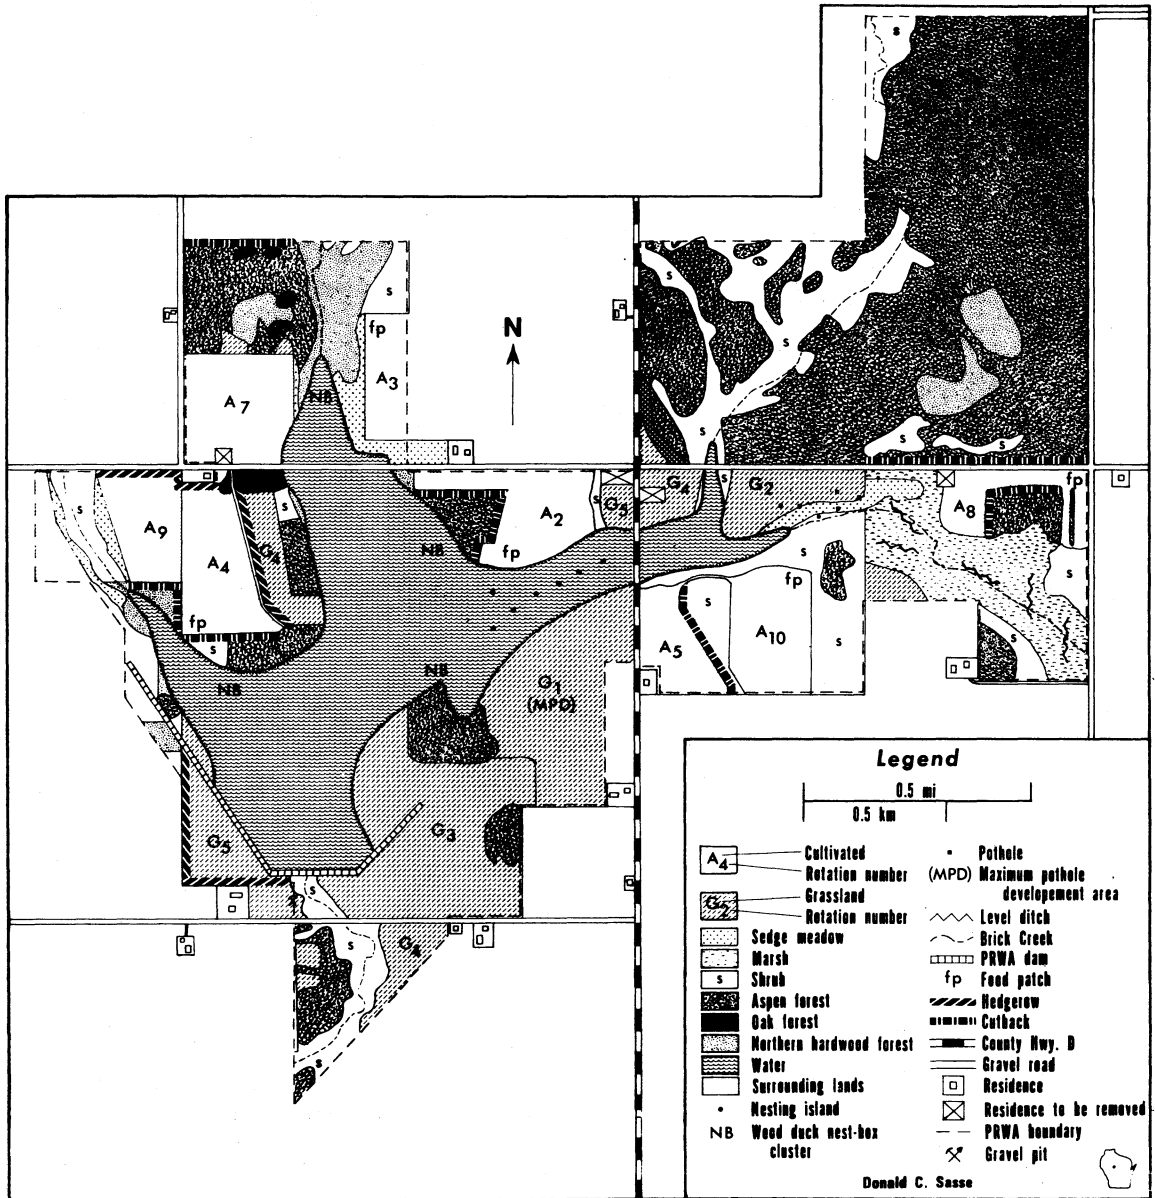 s
s
s
fp
N
A3
s
A7
NB
s
s
s
G4
s
G2
fp
s
A9
G4
s
A2
s
G5
A8
NB
A4
fp
s
fp
s
fp
s
A5
A10
s
s
s
NB
NB
G1
(MPD)
G3
G5
s
s
G4
s
Legend
0.5 mi
0.5 km
A4 Cultivated
Rotation number
G2 Grassland
Rotation number
Sedge meadow
Marsh
s Shrub
Aspen forest
Oak forest
Northern hardwood forest
Water
Surrounding lands
Nesting island
NB Wood duck nest-box
cluster
Pothole
(MPD) Maximum pothole
developement area
Level ditch
Brick Creek
PRWA dam
fp Food patch
Hedgerow
Cutback
County Hwy. D
Gravel road
Residence
Residence to be removed
PRWA boundary
Gravel pit
Donald C. Sasse